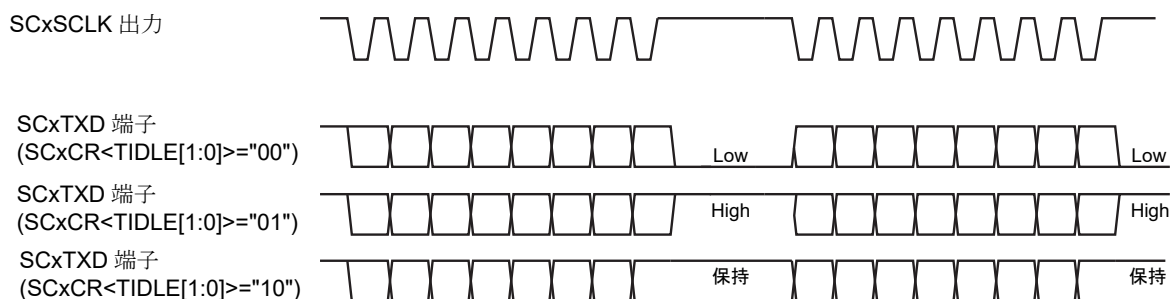 SCxSCLK 出力
SCxTXD 端子
(SCxCR<TIDLE[1:0]>="00")
Low
Low
SCxTXD 端子
(SCxCR<TIDLE[1:0]>="01")
High
High
SCxTXD 端子
(SCxCR<TIDLE[1:0]>="10")
保持
保持